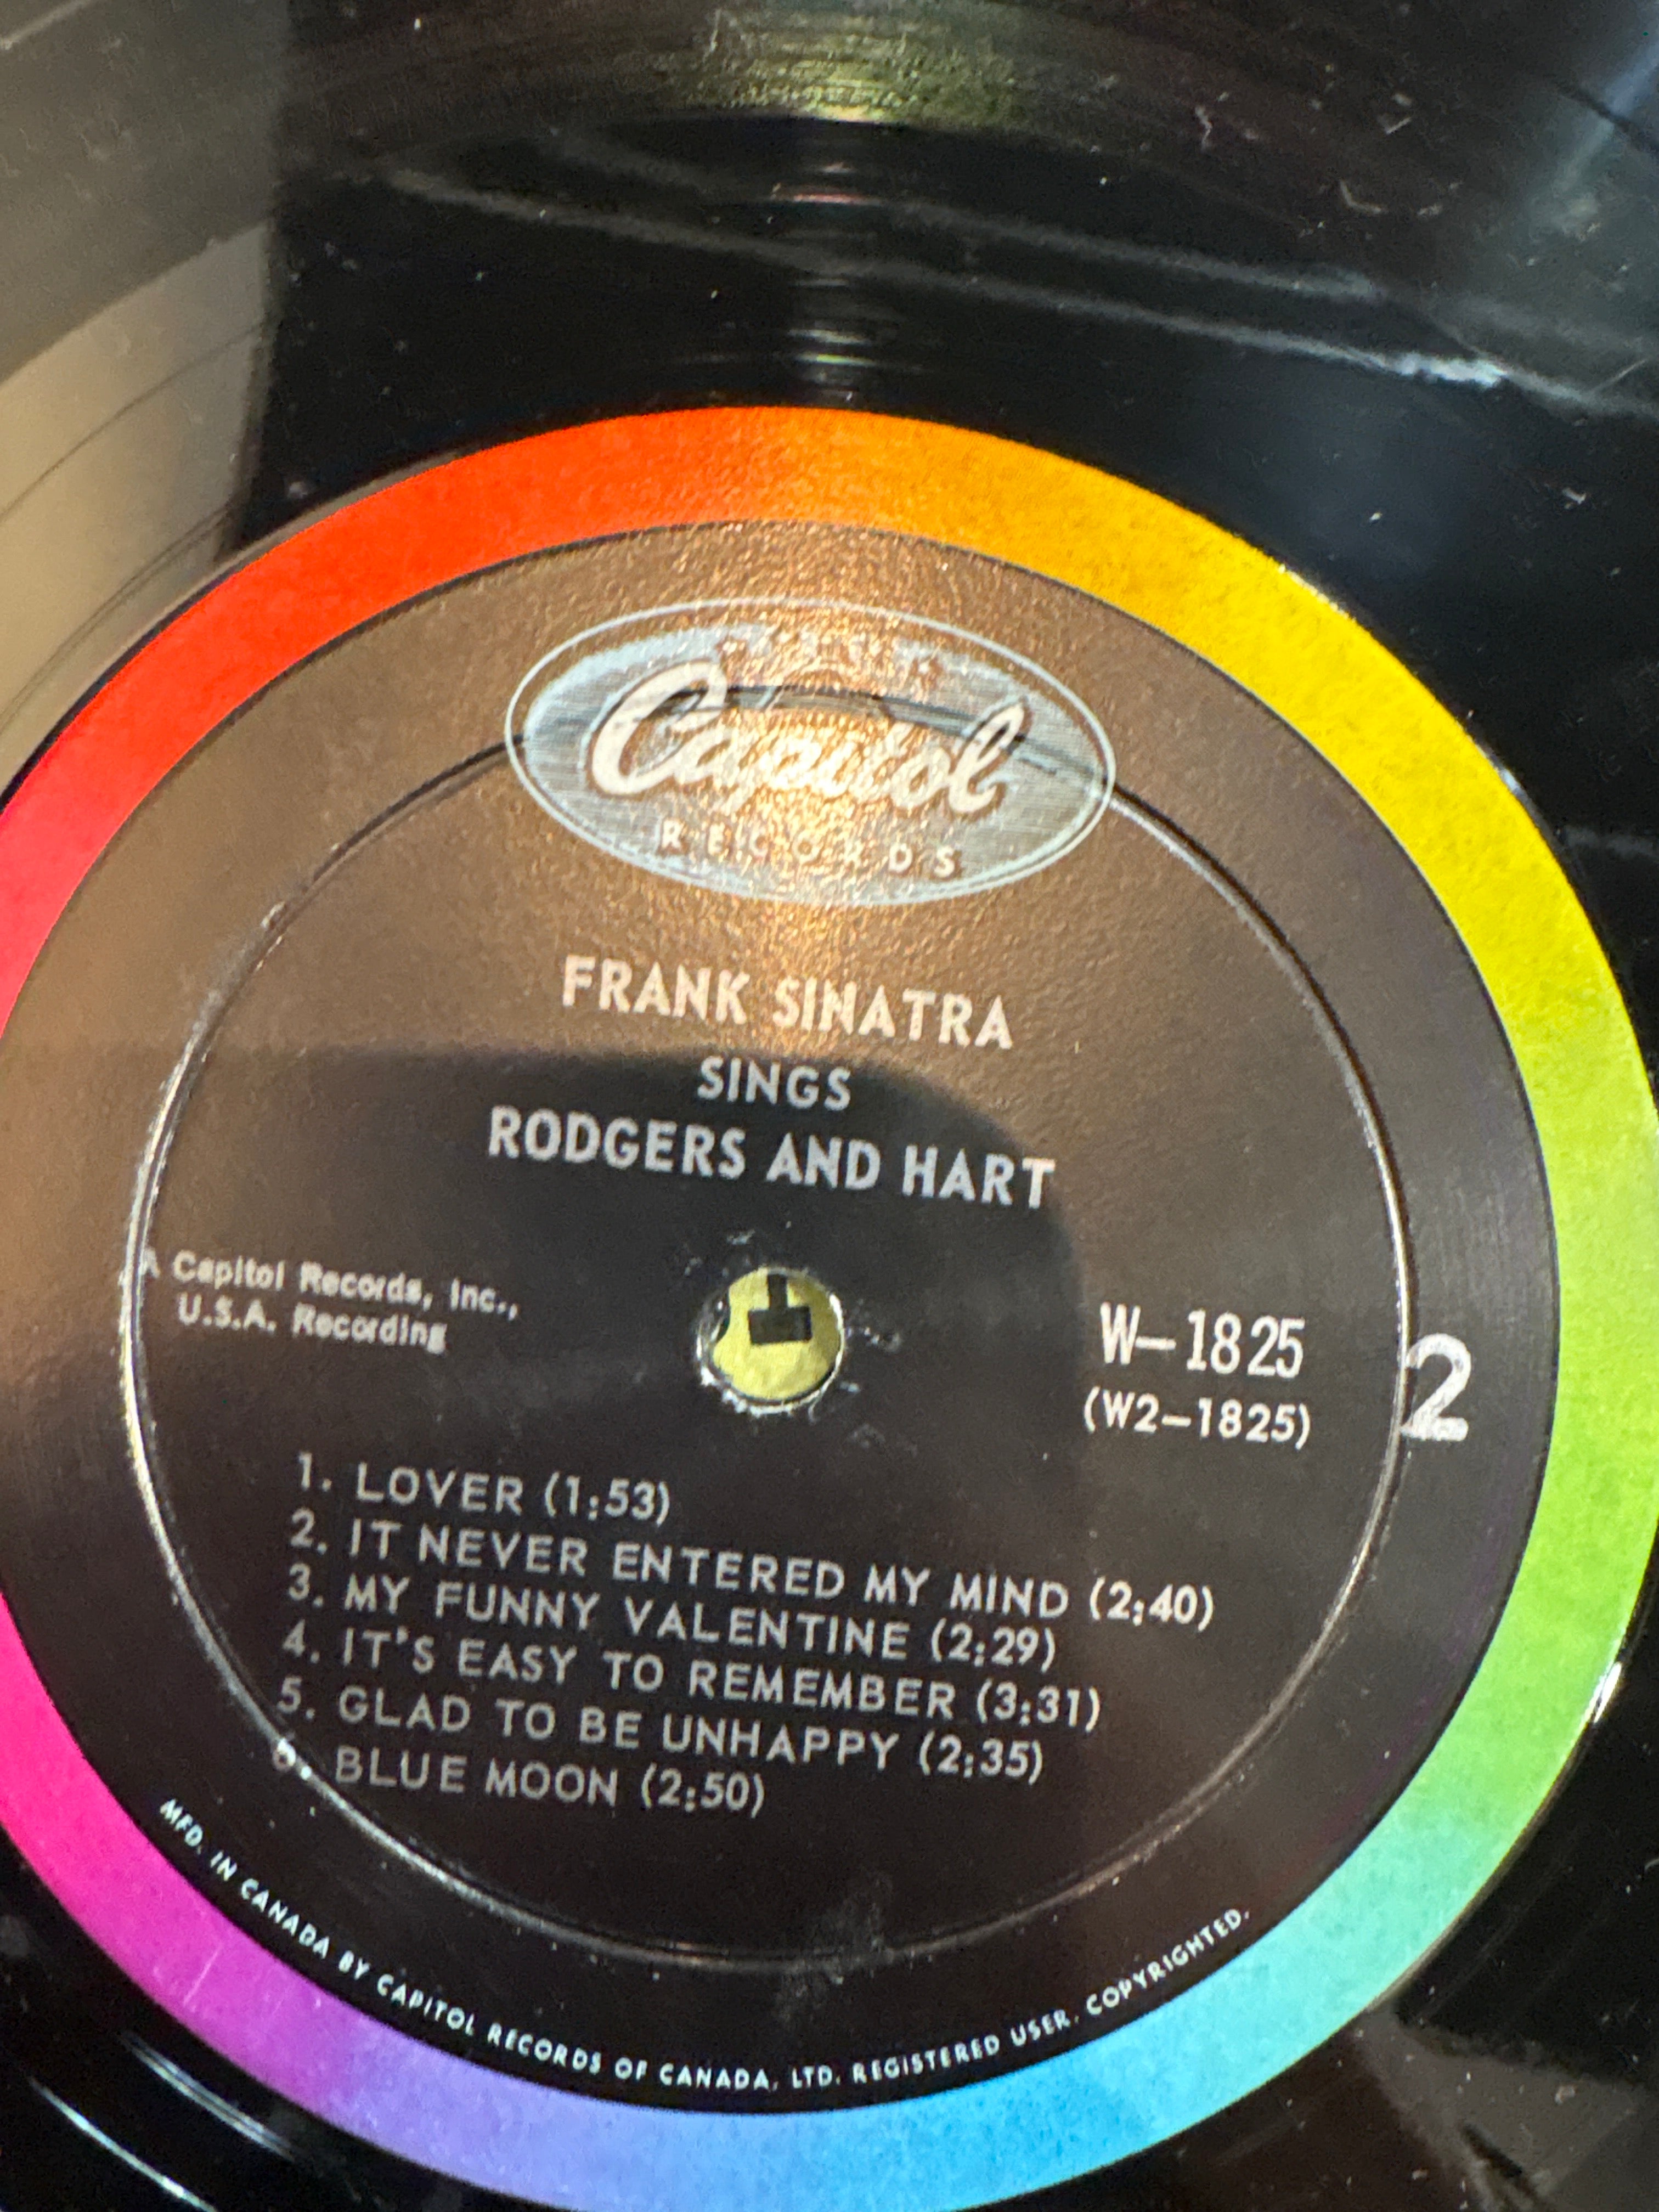 Capitol
RECORDS
FRANK SINATRA
SINGS
RODGERS AND HART
A Capitol Records, Inc.,
U.S.A. Recording
W–1825
(W2–1825)
2
1. LOVER (1:53)
2. IT NEVER ENTERED MY MIND (2:40)
3. MY FUNNY VALENTINE (2:29)
4. IT'S EASY TO REMEMBER (3:31)
5. GLAD TO BE UNHAPPY (2:35)
6. BLUE MOON (2:50)
MFD. IN CANADA BY CAPITOL RECORDS OF CANADA, LTD. REGISTERED USER. COPYRIGHTED.